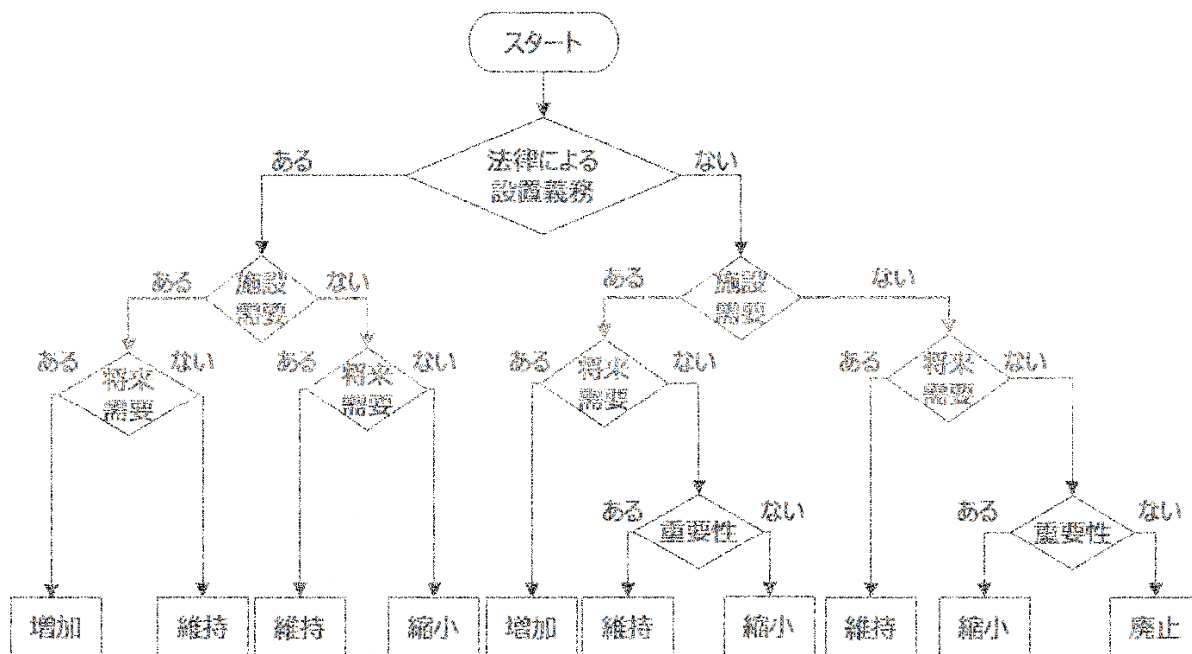 スタート
ある
法律による
設置義務
ない
ある
施設
需要
ない
ある
施設
需要
ない
ある
将来
需要
ない
ある
将来
需要
ない
ある
将来
需要
ない
ある
将来
需要
ない
ある
重要性
ない
ある
重要性
ない
増加
維持
維持
縮小
増加
維持
縮小
維持
縮小
廃止